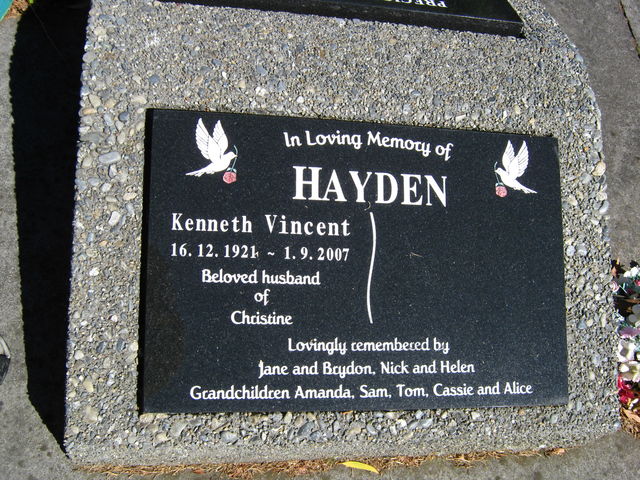 PRECIO
In Loving Memory of
HAYDEN
Kenneth Vincent
16. 12. 1921 ~ 1. 9. 2007
Beloved husband
of
Christine
Lovingly remembered by
Jane and Brydon, Nick and Helen
Grandchildren Amanda, Sam, Tom, Cassie and Alice